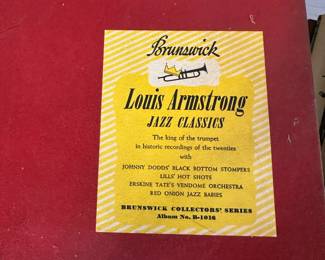 Brunswick
Louis Armstrong
JAZZ CLASSICS
The king of the trumpet
in historic recordings of the twenties
with
JOHNNY DODDS' BLACK BOTTOM STOMPERS
LILLS' HOT SHOTS
ERSKINE TATE'S VENDOME ORCHESTRA
RED ONION JAZZ BABIES
BRUNSWICK COLLECTORS' SERIES
Album No. B-1016